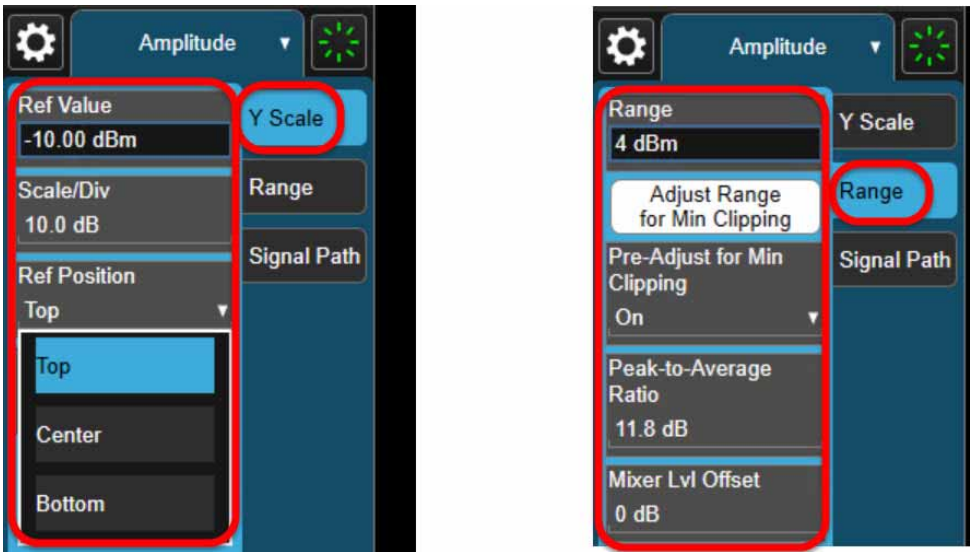 Amplitude
Ref Value
-10.00 dBm
Scale/Div
10.0 dB
Ref Position
Top
Top
Center
Bottom
Y Scale
Range
Signal Path
Amplitude
Range
4 dBm
Adjust Range
for Min Clipping
Pre-Adjust for Min
Clipping
On
Peak-to-Average
Ratio
11.8 dB
Mixer Lvl Offset
0 dB
Y Scale
Range
Signal Path